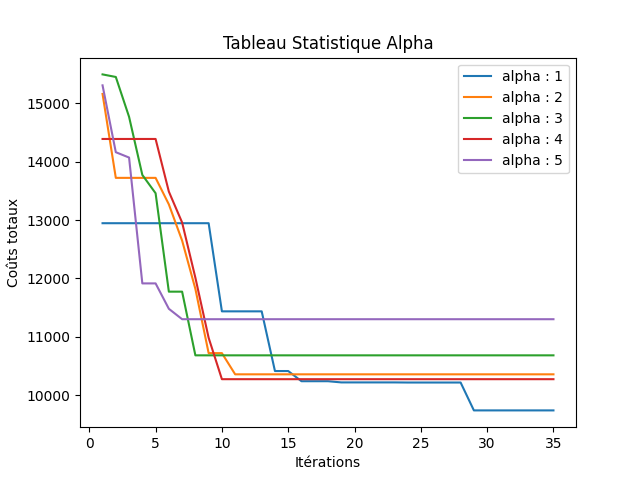 Tableau Statistique Alpha
alpha : 1
alpha : 2
alpha : 3
alpha : 4
alpha : 5
Coûts totaux
15000
14000
13000
12000
11000
10000
0 5 10 15 20 25 30 35
Itérations